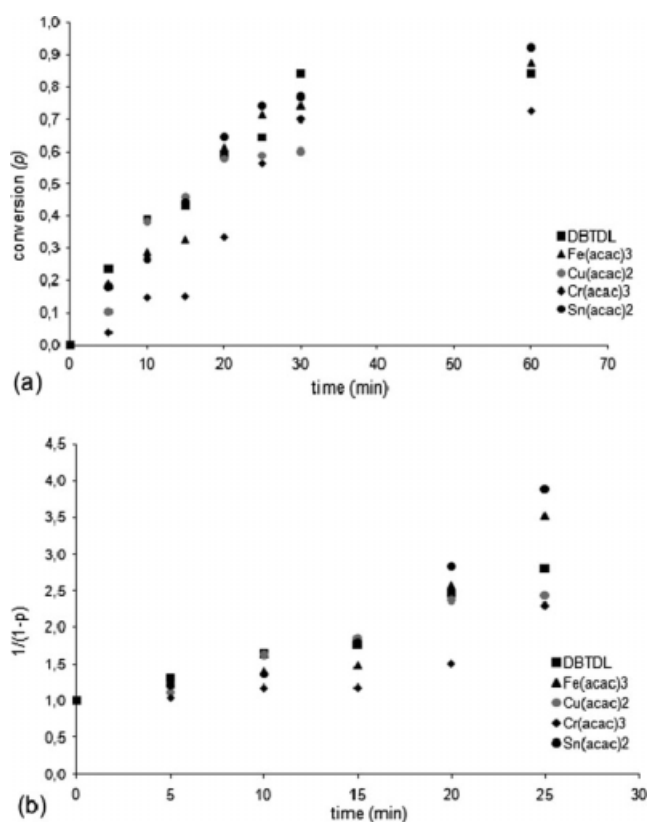 1,0
0,9
0,8
0,7
0,6
0,5
0,4
0,3
0,2
0,1
0,0
conversion (p)
DBTDL
Fe(acac)3
Cu(acac)2
Cr(acac)3
Sn(acac)2
0 10 20 30 40 50 60 70
(a) time (min)
4,5
4,0
3,5
3,0
2,5
2,0
1,5
1,0
0,5
0,0
1/(1-p)
DBTDL
Fe(acac)3
Cu(acac)2
Cr(acac)3
Sn(acac)2
0 5 10 15 20 25 30
(b) time (min)